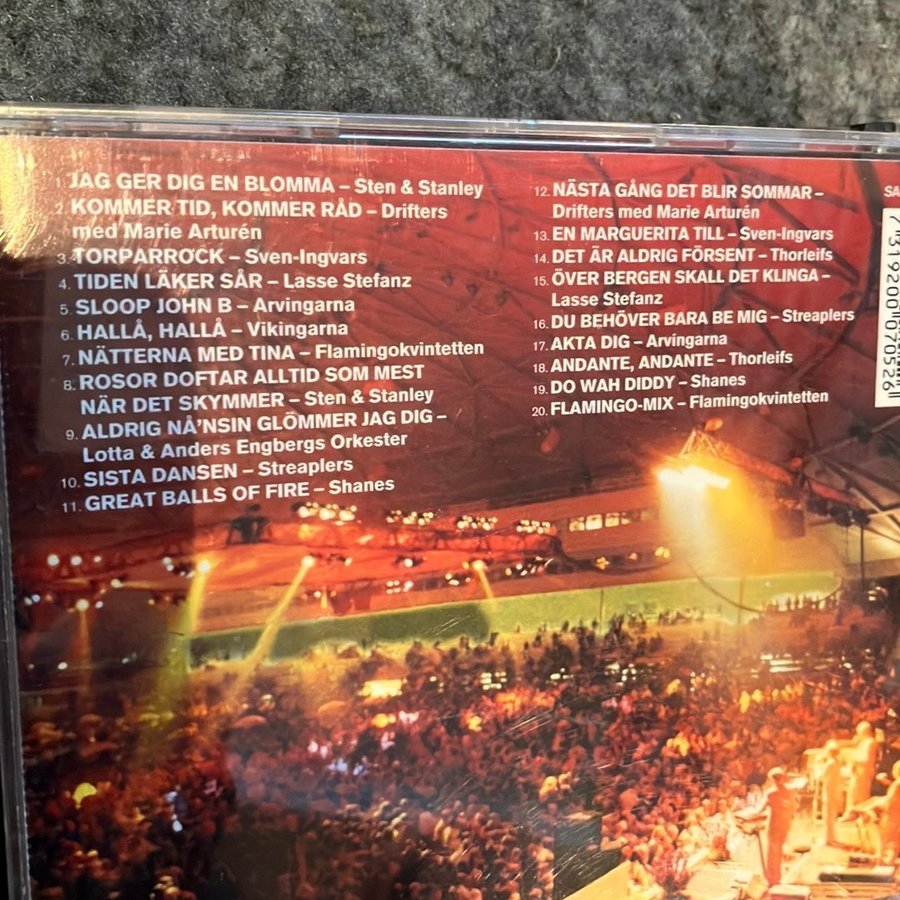 1. JAG GER DIG EN BLOMMA – Sten & Stanley
2. KOMMER TID, KOMMER RÅD – Drifters
med Marie Arturén
3. TORPARROCK – Sven-Ingvars
4. TIDEN LÄKER SÅR – Lasse Stefanz
5. SLOOP JOHN B – Arvingarna
6. HALLÅ, HALLÅ – Vikingarna
7. NÄTTERNA MED TINA – Flamingokvintetten
8. ROSOR DOFTAR ALLTID SOM MEST
NÄR DET SKYMMER – Sten & Stanley
9. ALDRIG NÅ'NSIN GLÖMMER JAG DIG –
Lotta & Anders Engbergs Orkester
10. SISTA DANSEN – Streaplers
11. GREAT BALLS OF FIRE – Shanes
12. NÄSTA GÅNG DET BLIR SOMMAR –
Drifters med Marie Arturén
13. EN MARGUERITA TILL – Sven-Ingvars
14. DET ÄR ALDRIG FÖRSENT – Thorleifs
15. ÖVER BERGEN SKALL DET KLINGA –
Lasse Stefanz
16. DU BEHÖVER BARA BE MIG – Streaplers
17. AKTA DIG – Arvingarna
18. ANDANTE, ANDANTE – Thorleifs
19. DO WAH DIDDY – Shanes
20. FLAMINGO-MIX – Flamingokvintetten
SA
7 319200 070526